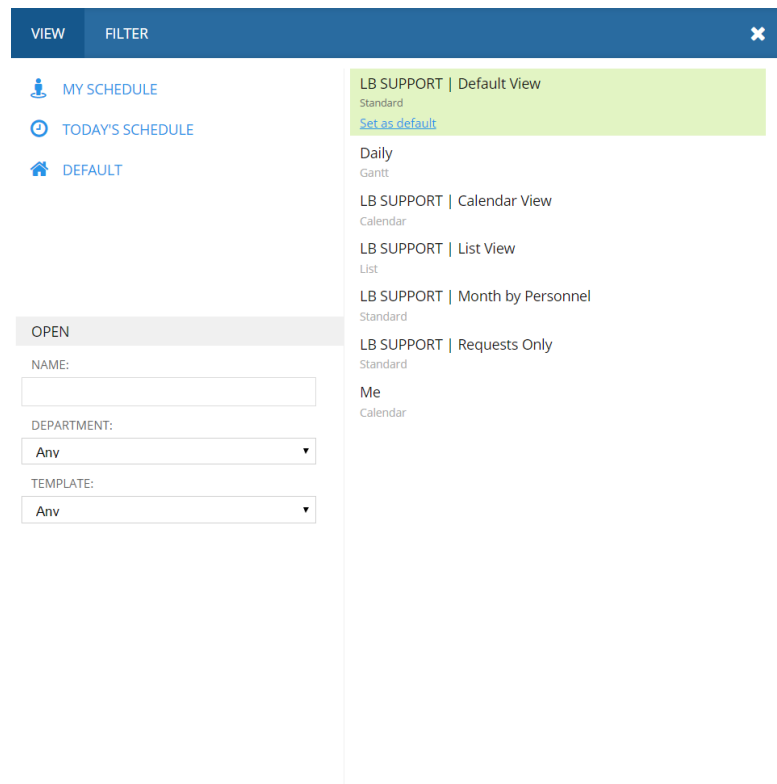 VIEW FILTER
MY SCHEDULE
TODAY'S SCHEDULE
DEFAULT
OPEN
NAME:
DEPARTMENT:
Any
TEMPLATE:
Any
LB SUPPORT | Default View
Standard
Set as default
Daily
Gantt
LB SUPPORT | Calendar View
Calendar
LB SUPPORT | List View
List
LB SUPPORT | Month by Personnel
Standard
LB SUPPORT | Requests Only
Standard
Me
Calendar